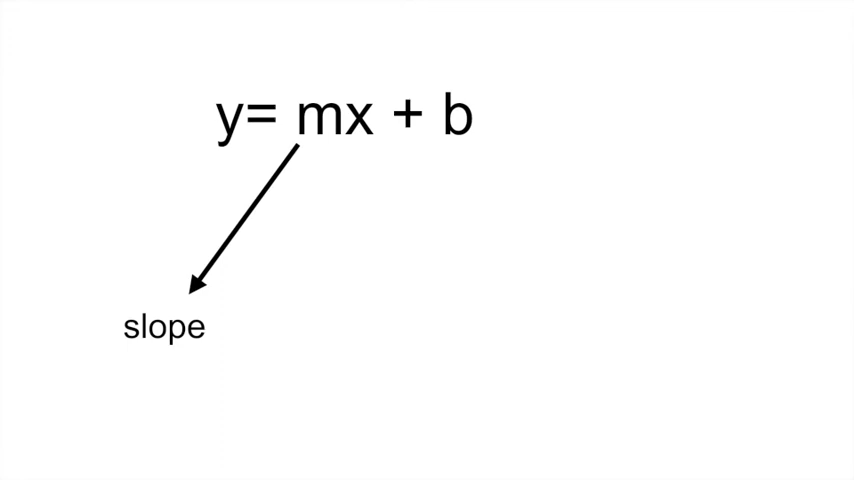 y= mx + b
slope